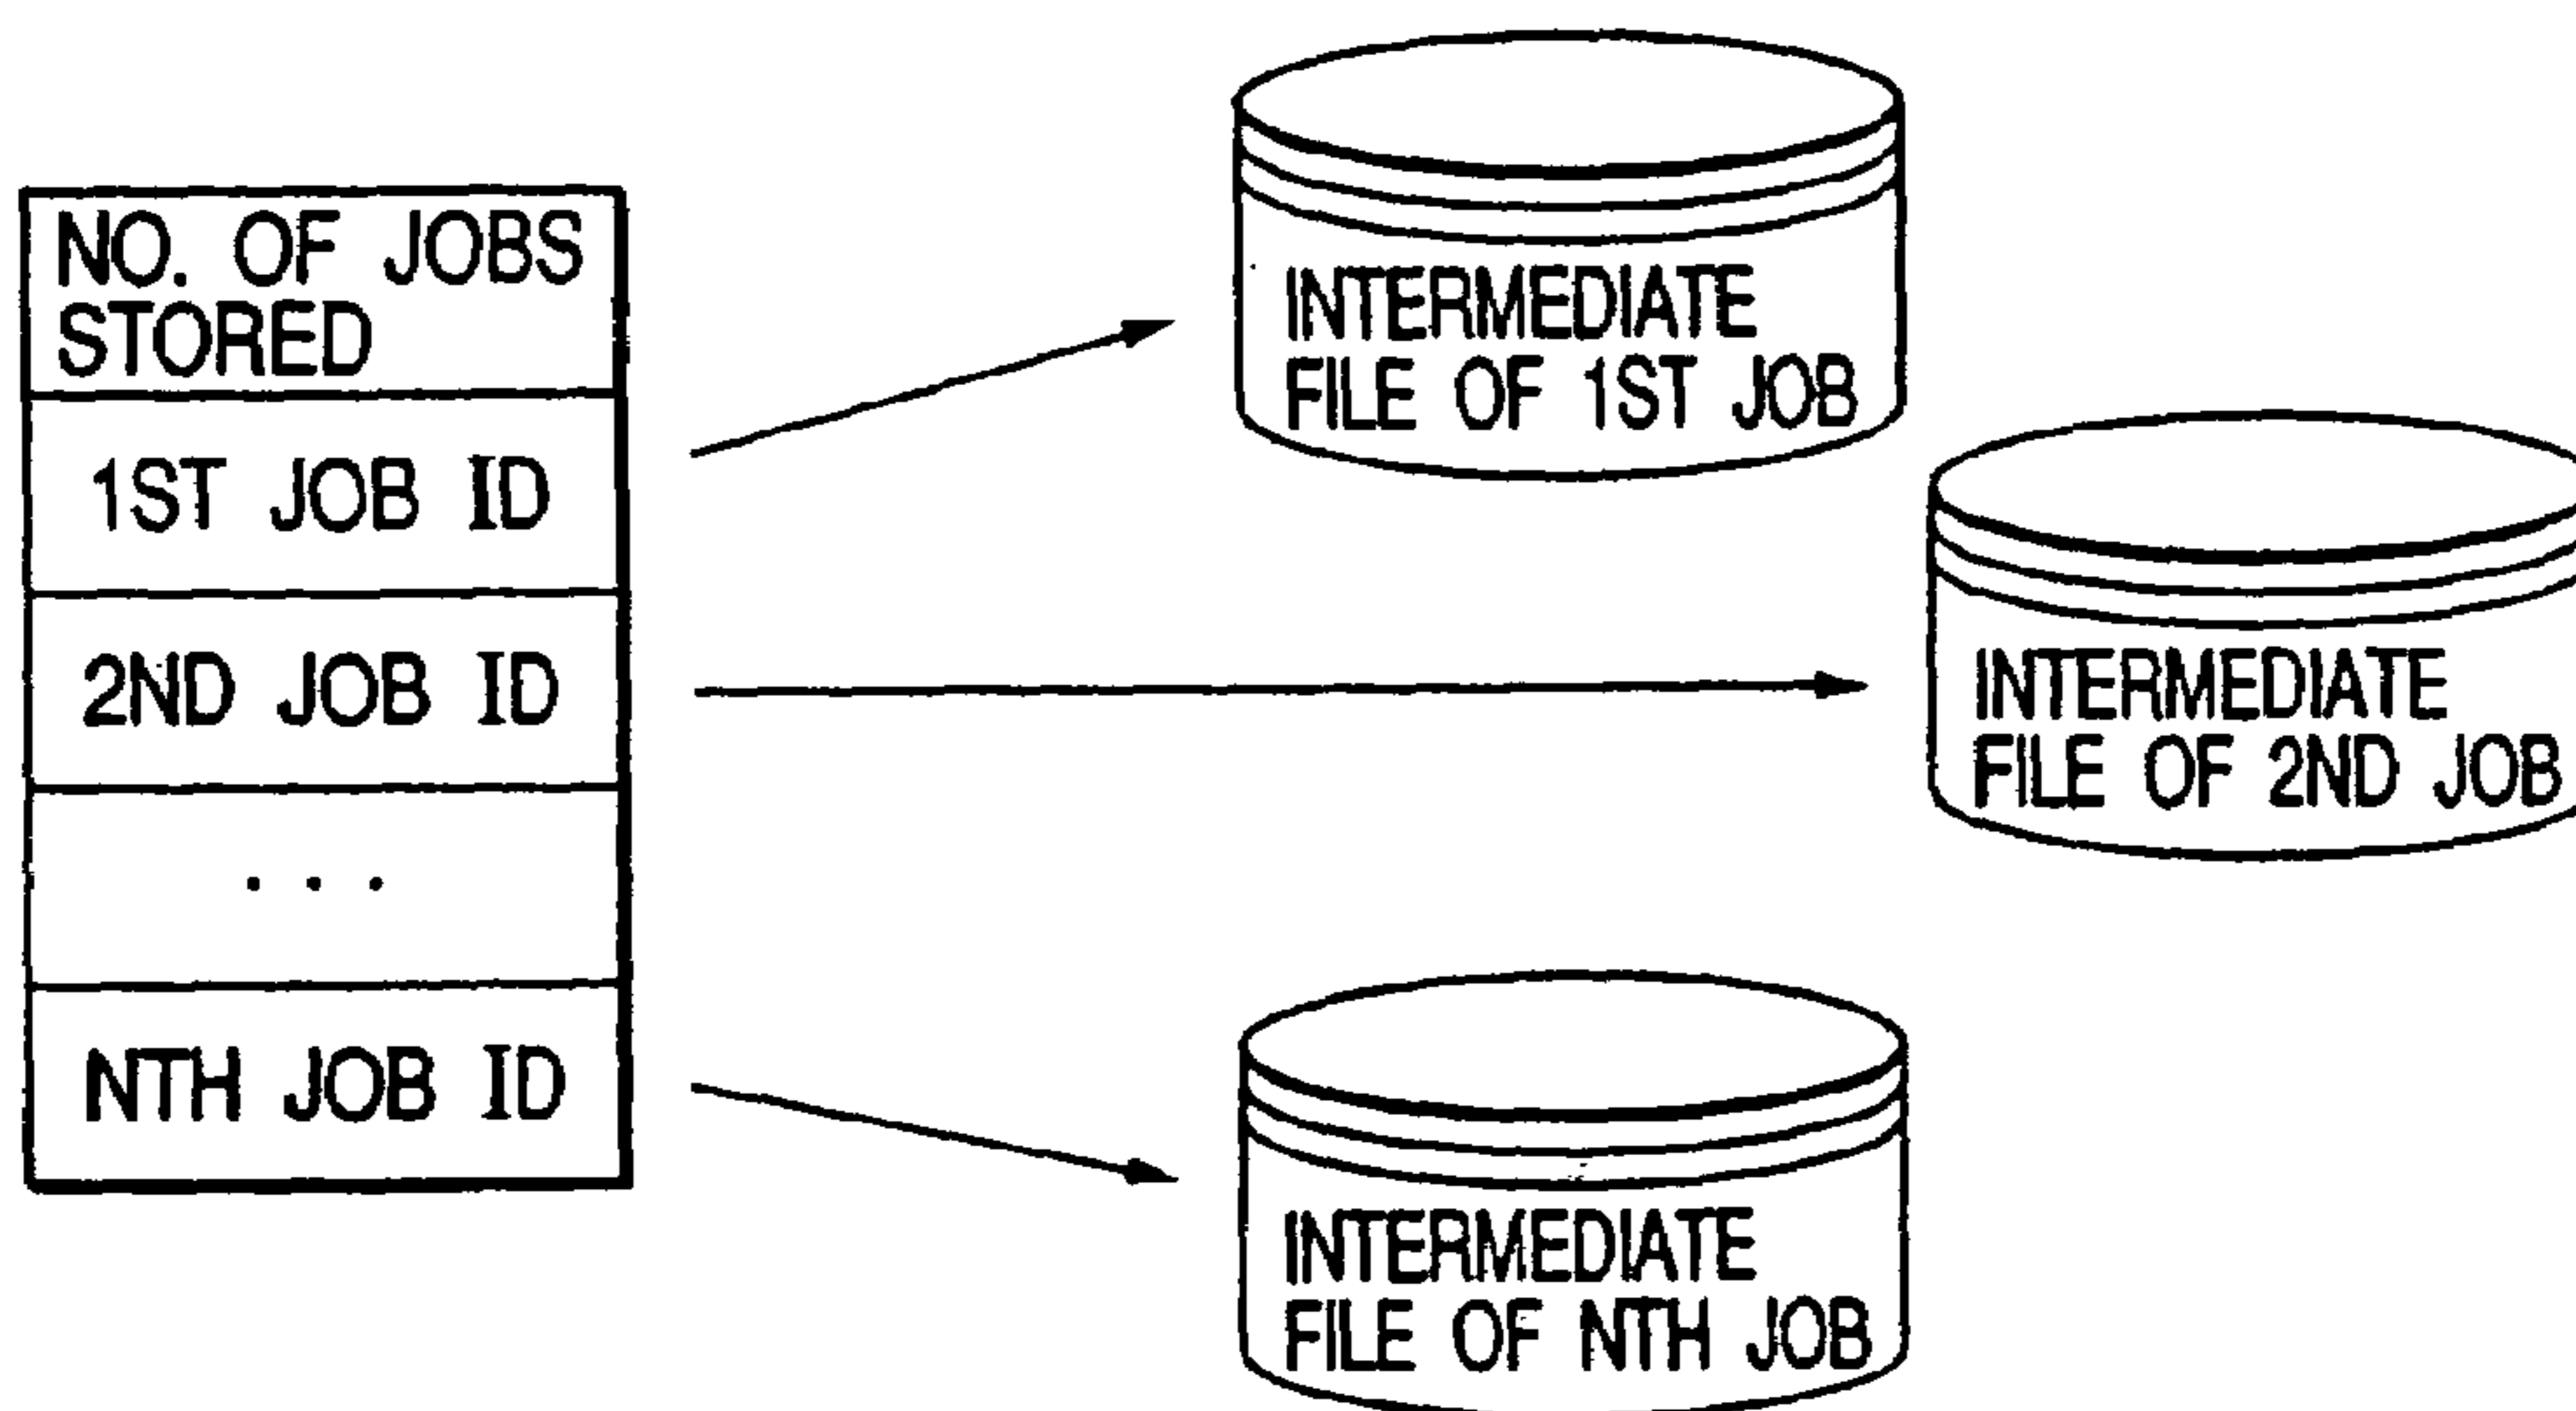 NO. OF JOBS
STORED
1ST JOB ID
2ND JOB ID
. . .
NTH JOB ID
INTERMEDIATE
FILE OF 1ST JOB
INTERMEDIATE
FILE OF 2ND JOB
INTERMEDIATE
FILE OF NTH JOB